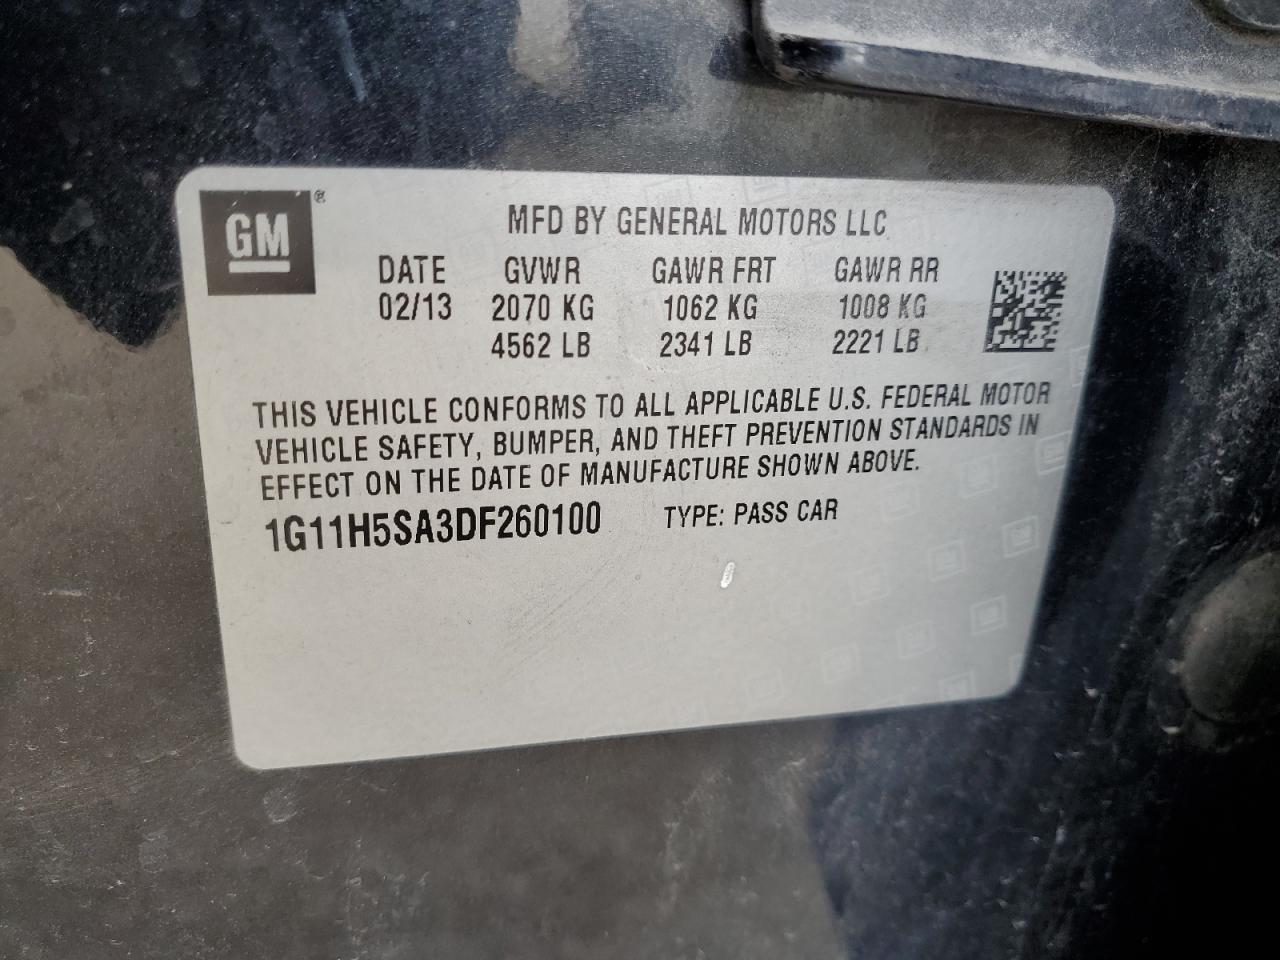 GM ®
MFD BY GENERAL MOTORS LLC
DATE GVWR GAWR FRT GAWR RR
02/13 2070 KG 1062 KG 1008 KG
4562 LB 2341 LB 2221 LB
THIS VEHICLE CONFORMS TO ALL APPLICABLE U.S. FEDERAL MOTOR
VEHICLE SAFETY, BUMPER, AND THEFT PREVENTION STANDARDS IN
EFFECT ON THE DATE OF MANUFACTURE SHOWN ABOVE.
1G11H5SA3DF260100 TYPE: PASS CAR